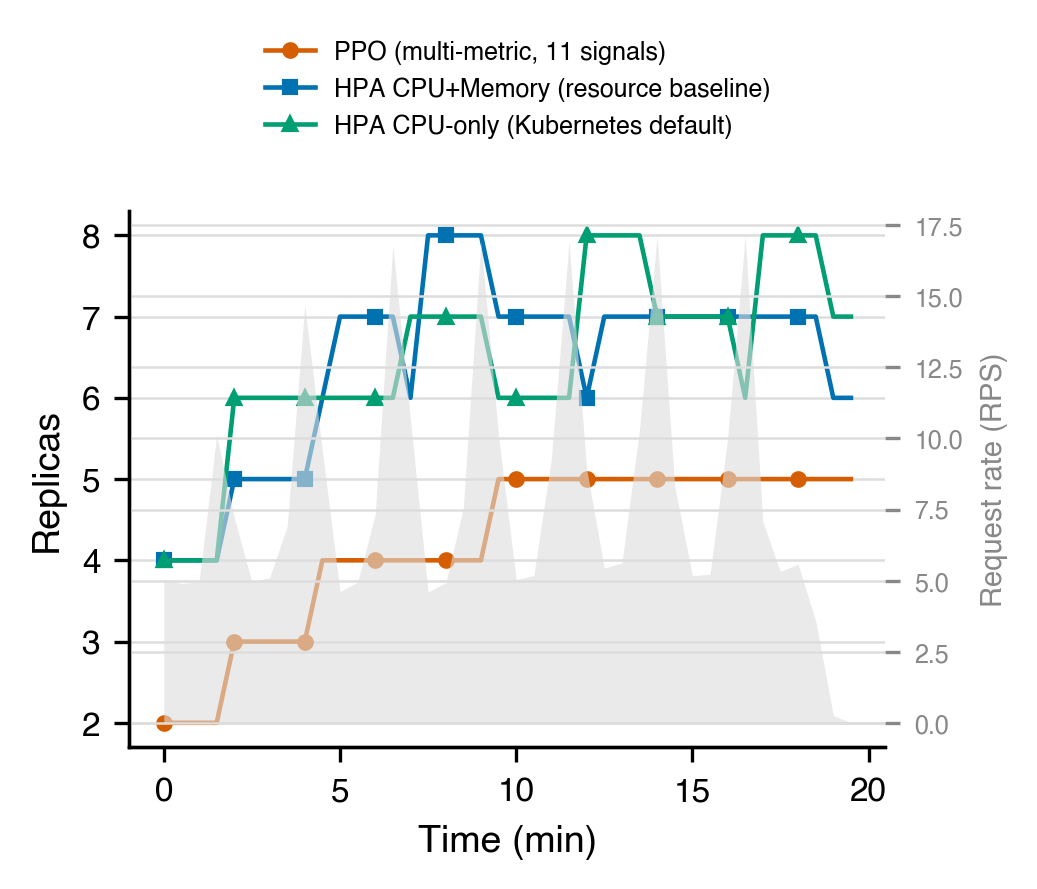 PPO (multi-metric, 11 signals)
HPA CPU+Memory (resource baseline)
HPA CPU-only (Kubernetes default)
8
7
6
5
4
3
2
Replicas
17.5
15.0
12.5
10.0
7.5
5.0
2.5
0.0
Request rate (RPS)
0 5 10 15 20
Time (min)